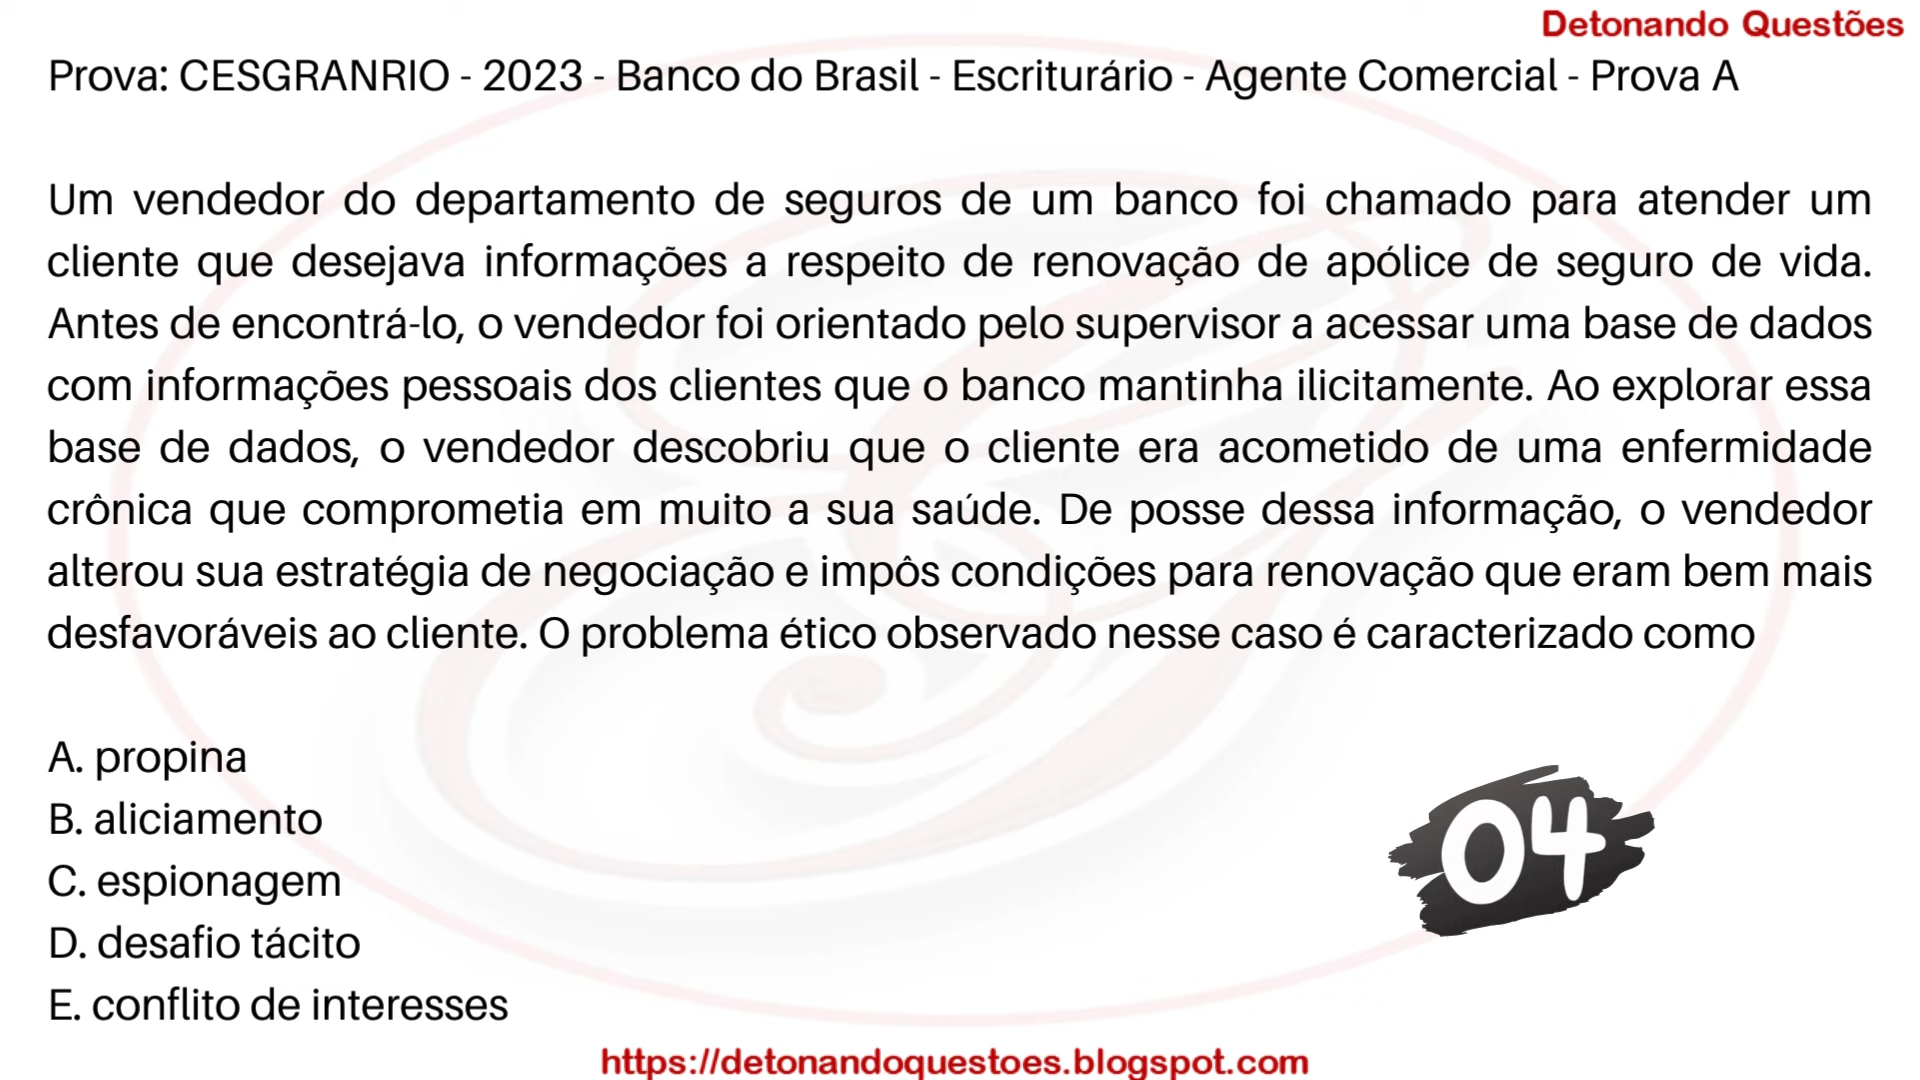 Detonando Questões
Prova: CESGRANRIO - 2023 - Banco do Brasil - Escriturário - Agente Comercial - Prova A
Um vendedor do departamento de seguros de um banco foi chamado para atender um
cliente que desejava informações a respeito de renovação de apólice de seguro de vida.
Antes de encontrá-lo, o vendedor foi orientado pelo supervisor a acessar uma base de dados
com informações pessoais dos clientes que o banco mantinha ilicitamente. Ao explorar essa
base de dados, o vendedor descobriu que o cliente era acometido de uma enfermidade
crônica que comprometia em muito a sua saúde. De posse dessa informação, o vendedor
alterou sua estratégia de negociação e impôs condições para renovação que eram bem mais
desfavoráveis ao cliente. O problema ético observado nesse caso é caracterizado como
A. propina
B. aliciamento
C. espionagem
D. desafio tácito
E. conflito de interesses
04
https://detonandoquestoes.blogspot.com